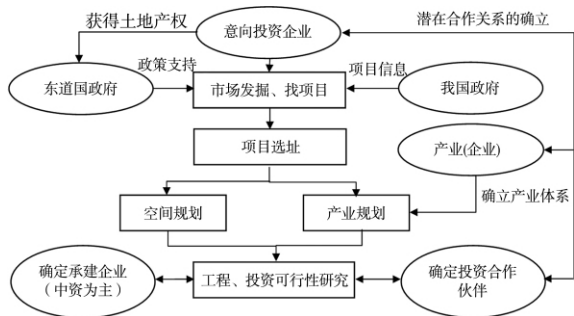 获得土地产权
意向投资企业
潜在合作关系的确立
东道国政府
政策支持
市场发掘、找项目
项目信息
我国政府
项目选址
产业(企业)
确立产业体系
空间规划
产业规划
确定承建企业
（中资为主）
工程、投资可行性研究
确定投资合作
伙伴